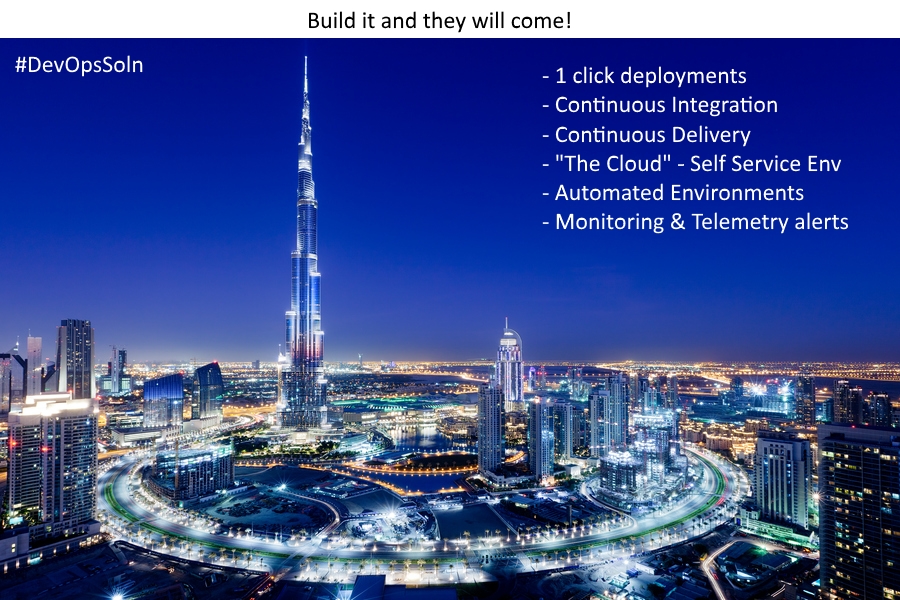 Build it and they will come!
#DevOpsSoln
- 1 click deployments
- Continuous Integration
- Continuous Delivery
- "The Cloud" - Self Service Env
- Automated Environments
- Monitoring & Telemetry alerts